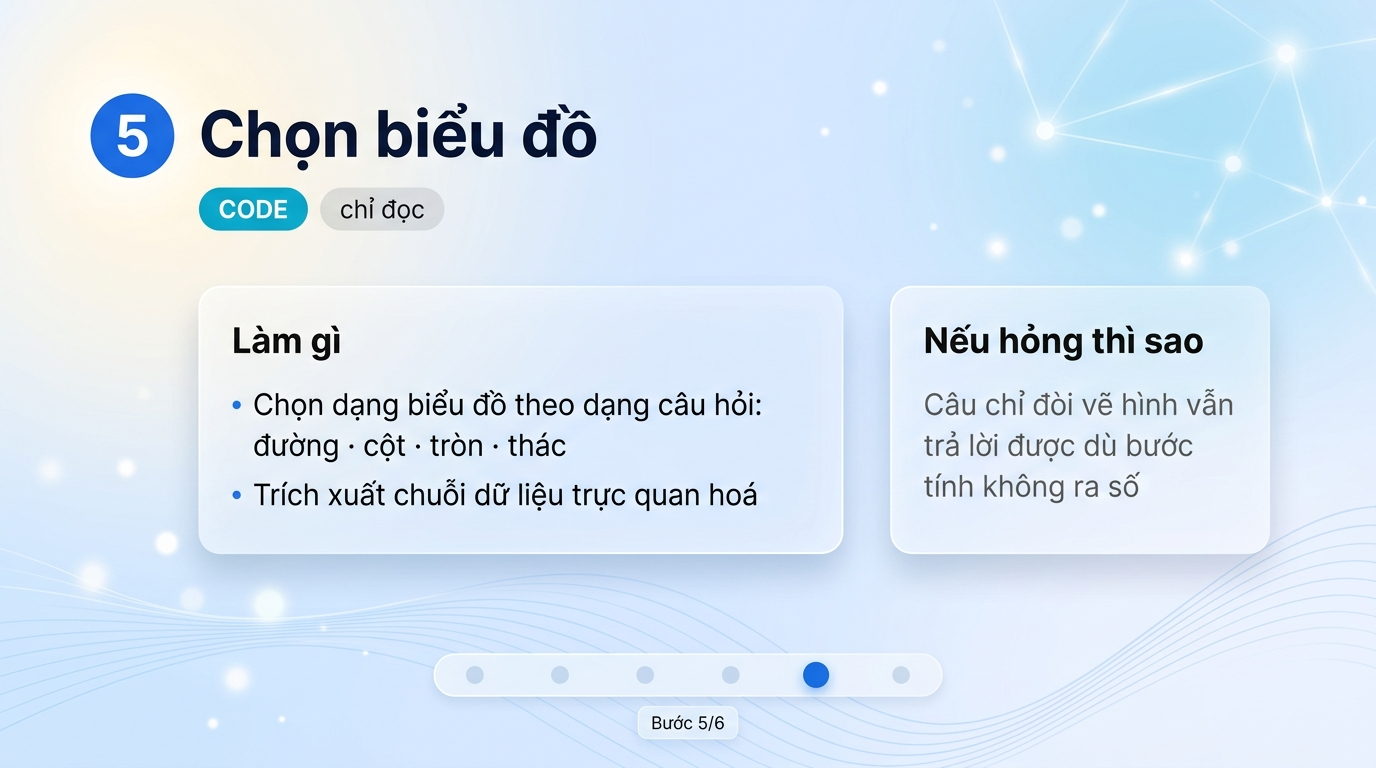 5
Chọn biểu đồ
CODE
chỉ đọc
Làm gì
• Chọn dạng biểu đồ theo dạng câu hỏi:
đường · cột · tròn · thác
• Trích xuất chuỗi dữ liệu trực quan hoá
Nếu hỏng thì sao
Câu chỉ đòi vẽ hình vẫn
trả lời được dù bước
tính không ra số
Bước 5/6